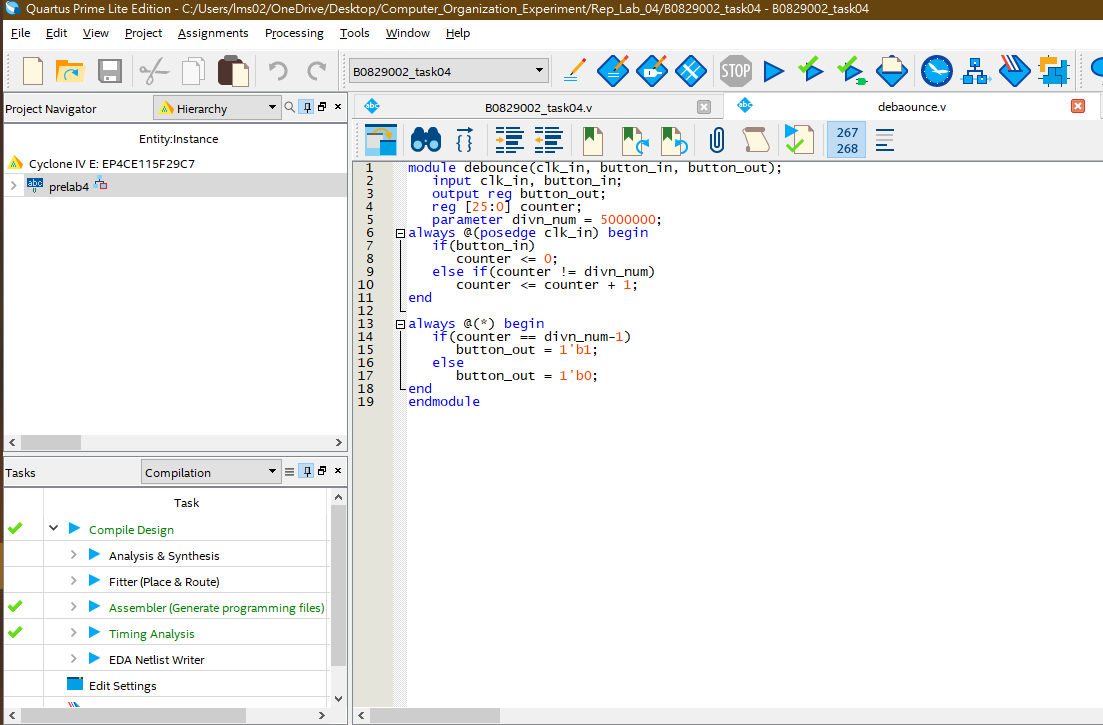 Quartus Prime Lite Edition - C:/Users/lms02/OneDrive/Desktop/Computer_Organization_Experiment/Rep_Lab_04/B0829002_task04 - B0829002_task04
File Edit View Project Assignments Processing Tools Window Help
B0829002_task04
STOP
Project Navigator
Hierarchy
Entity:Instance
Cyclone IV E: EP4CE115F29C7
abc prelab4
Tasks
Compilation
Task
Compile Design
Analysis & Synthesis
Fitter (Place & Route)
Assembler (Generate programming files)
Timing Analysis
EDA Netlist Writer
Edit Settings
abc B0829002_task04.v
abc debaounce.v
267
268
1 module debounce(clk_in, button_in, button_out);
2 input clk_in, button_in;
3 output reg button_out;
4 reg [25:0] counter;
5 parameter divn_num = 5000000;
6 always @(posedge clk_in) begin
7 if(button_in)
8 counter <= 0;
9 else if(counter != divn_num)
10 counter <= counter + 1;
11 end
12
13 always @(*) begin
14 if(counter == divn_num-1)
15 button_out = 1'b1;
16 else
17 button_out = 1'b0;
18 end
19 endmodule